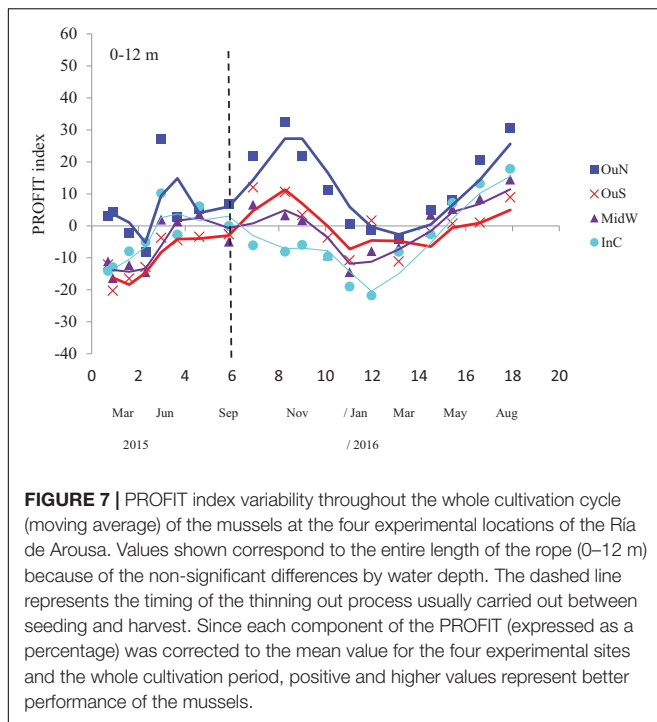 60
50
40
30
20
10
0
-10
-20
-30
-40
PROFIT index
0-12 m
OuN
OuS
MidW
InC
0 2 4 6 8 10 12 14 16 18 20
Mar Jun Sep Nov / Jan Mar May Aug
2015 / 2016
FIGURE 7 | PROFIT index variability throughout the whole cultivation cycle
(moving average) of the mussels at the four experimental locations of the Ría
de Arousa. Values shown correspond to the entire length of the rope (0–12 m)
because of the non-significant differences by water depth. The dashed line
represents the timing of the thinning out process usually carried out between
seeding and harvest. Since each component of the PROFIT (expressed as a
percentage) was corrected to the mean value for the four experimental sites
and the whole cultivation period, positive and higher values represent better
performance of the mussels.